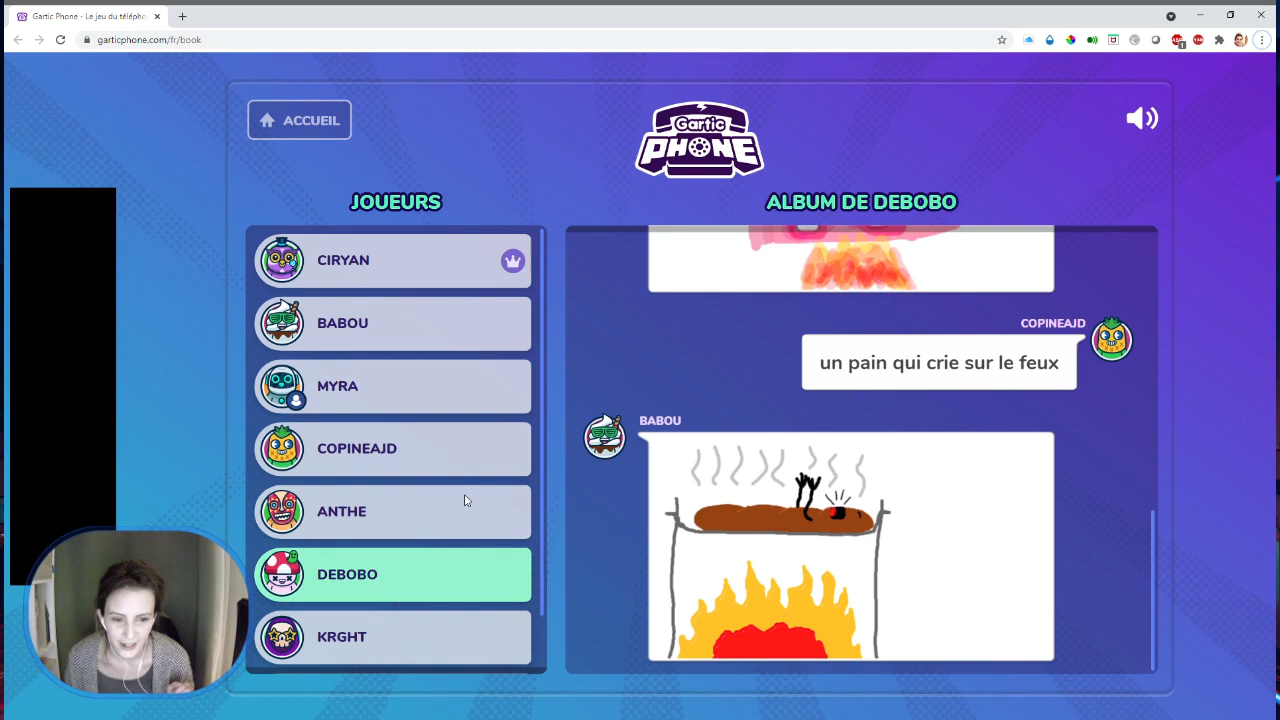 Gartic Phone - Le jeu du télépho
garticphone.com/fr/book
ACCUEIL
Gartic
PHONE
JOUEURS
ALBUM DE DEBOBO
CIRYAN
BABOU
MYRA
COPINEAJD
ANTHE
DEBOBO
KRGHT
COPINEAJD
un pain qui crie sur le feux
BABOU